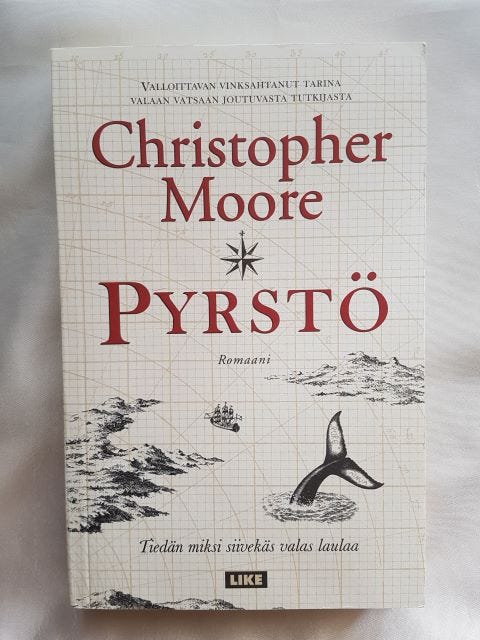 VALLOITTAVAN VINKSAHTANUT TARINA
VALAAN VATSAAN JOUTUVASTA TUTKIJASTA
Christopher
Moore
PYRSTÖ
Romaani
Tiedän miksi siivekäs valas laulaa
LIKE